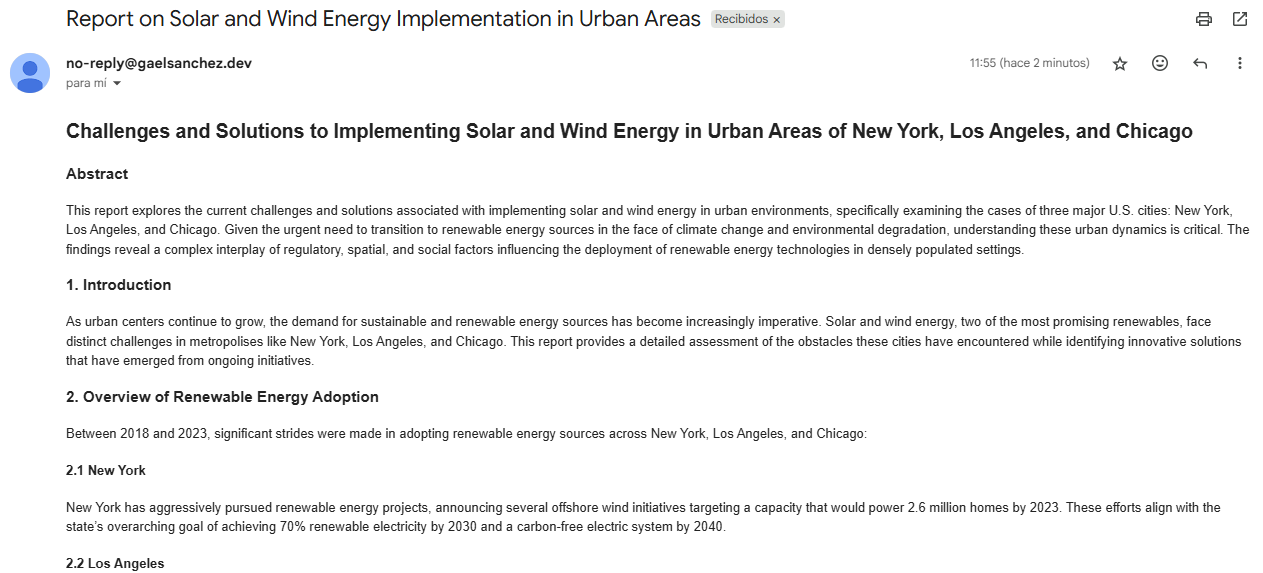 Report on Solar and Wind Energy Implementation in Urban Areas Recibidos ×
no-reply@gaelsanchez.dev 11:55 (hace 2 minutos)
para mí
Challenges and Solutions to Implementing Solar and Wind Energy in Urban Areas of New York, Los Angeles, and Chicago
Abstract
This report explores the current challenges and solutions associated with implementing solar and wind energy in urban environments, specifically examining the cases of three major U.S. cities: New York,
Los Angeles, and Chicago. Given the urgent need to transition to renewable energy sources in the face of climate change and environmental degradation, understanding these urban dynamics is critical. The
findings reveal a complex interplay of regulatory, spatial, and social factors influencing the deployment of renewable energy technologies in densely populated settings.
1. Introduction
As urban centers continue to grow, the demand for sustainable and renewable energy sources has become increasingly imperative. Solar and wind energy, two of the most promising renewables, face
distinct challenges in metropolises like New York, Los Angeles, and Chicago. This report provides a detailed assessment of the obstacles these cities have encountered while identifying innovative solutions
that have emerged from ongoing initiatives.
2. Overview of Renewable Energy Adoption
Between 2018 and 2023, significant strides were made in adopting renewable energy sources across New York, Los Angeles, and Chicago:
2.1 New York
New York has aggressively pursued renewable energy projects, announcing several offshore wind initiatives targeting a capacity that would power 2.6 million homes by 2023. These efforts align with the
state's overarching goal of achieving 70% renewable electricity by 2030 and a carbon-free electric system by 2040.
2.2 Los Angeles